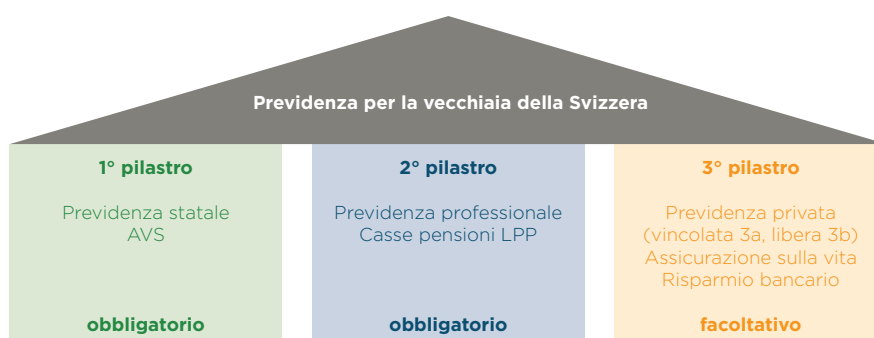 Previdenza per la vecchiaia della Svizzera
1° pilastro
Previdenza statale
AVS
obbligatorio
2° pilastro
Previdenza professionale
Casse pensioni LPP
obbligatorio
3° pilastro
Previdenza privata
(vincolata 3a, libera 3b)
Assicurazione sulla vita
Risparmio bancario
facoltativo